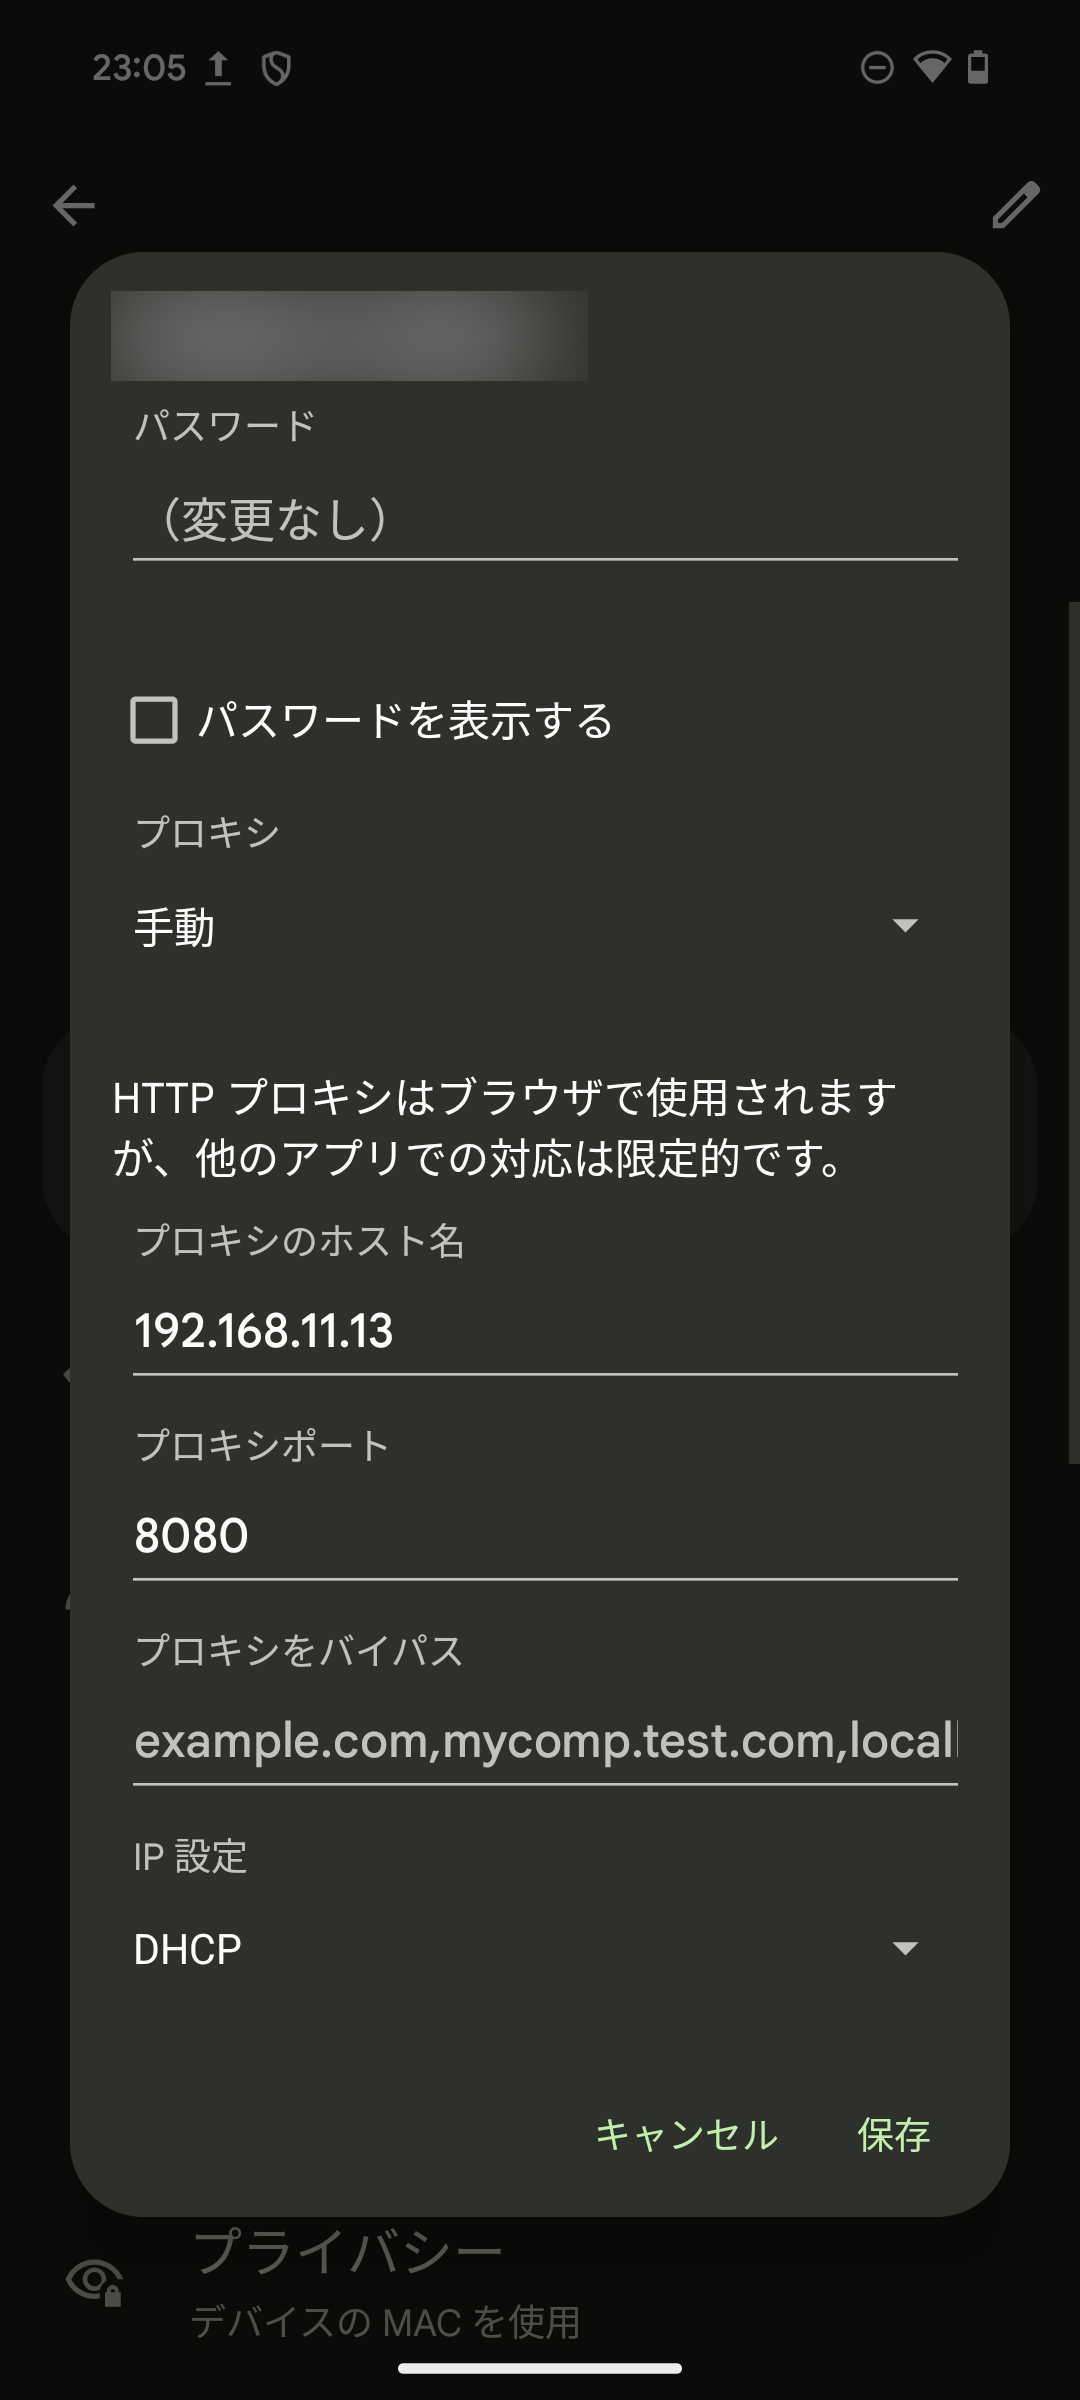 23:05
パスワード
（変更なし）
パスワードを表示する
プロキシ
手動
HTTP プロキシはブラウザで使用されます
が、他のアプリでの対応は限定的です。
プロキシのホスト名
192.168.11.13
プロキシポート
8080
プロキシをバイパス
example.com,mycomp.test.com,local
IP 設定
DHCP
キャンセル 保存
プライバシー
デバイスの MAC を使用